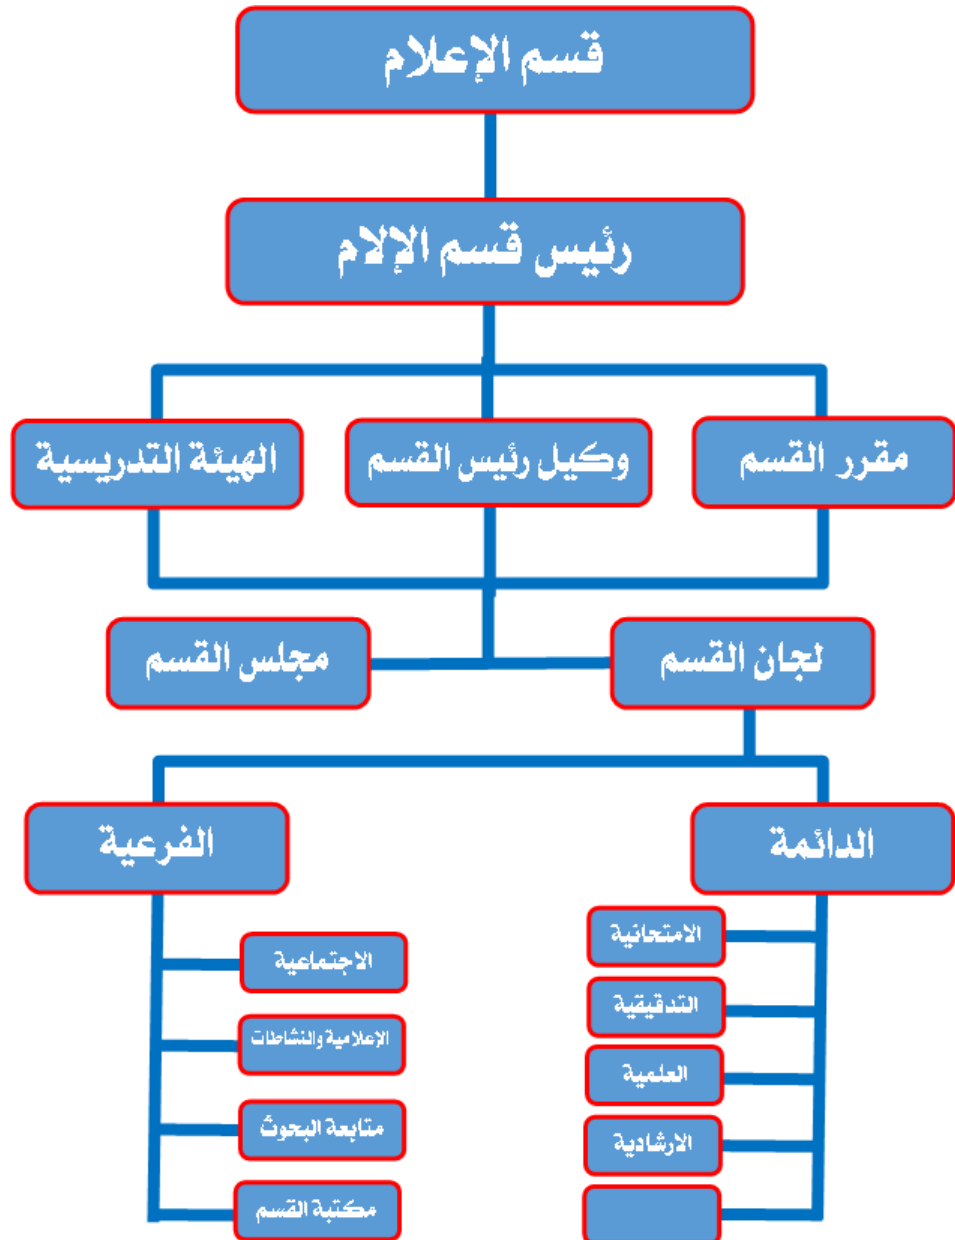 قسم الإعلام
رئيس قسم الإلام
مقرر القسم
وكيل رئيس القسم
الهيئة التدريسية
لجان القسم
مجلس القسم
الدائمة
الفرعية
الامتحانية
التدقيقية
العلمية
الارشادية
الاجتماعية
الإعلامية والنشاطات
متابعة البحوث
مكتبة القسم